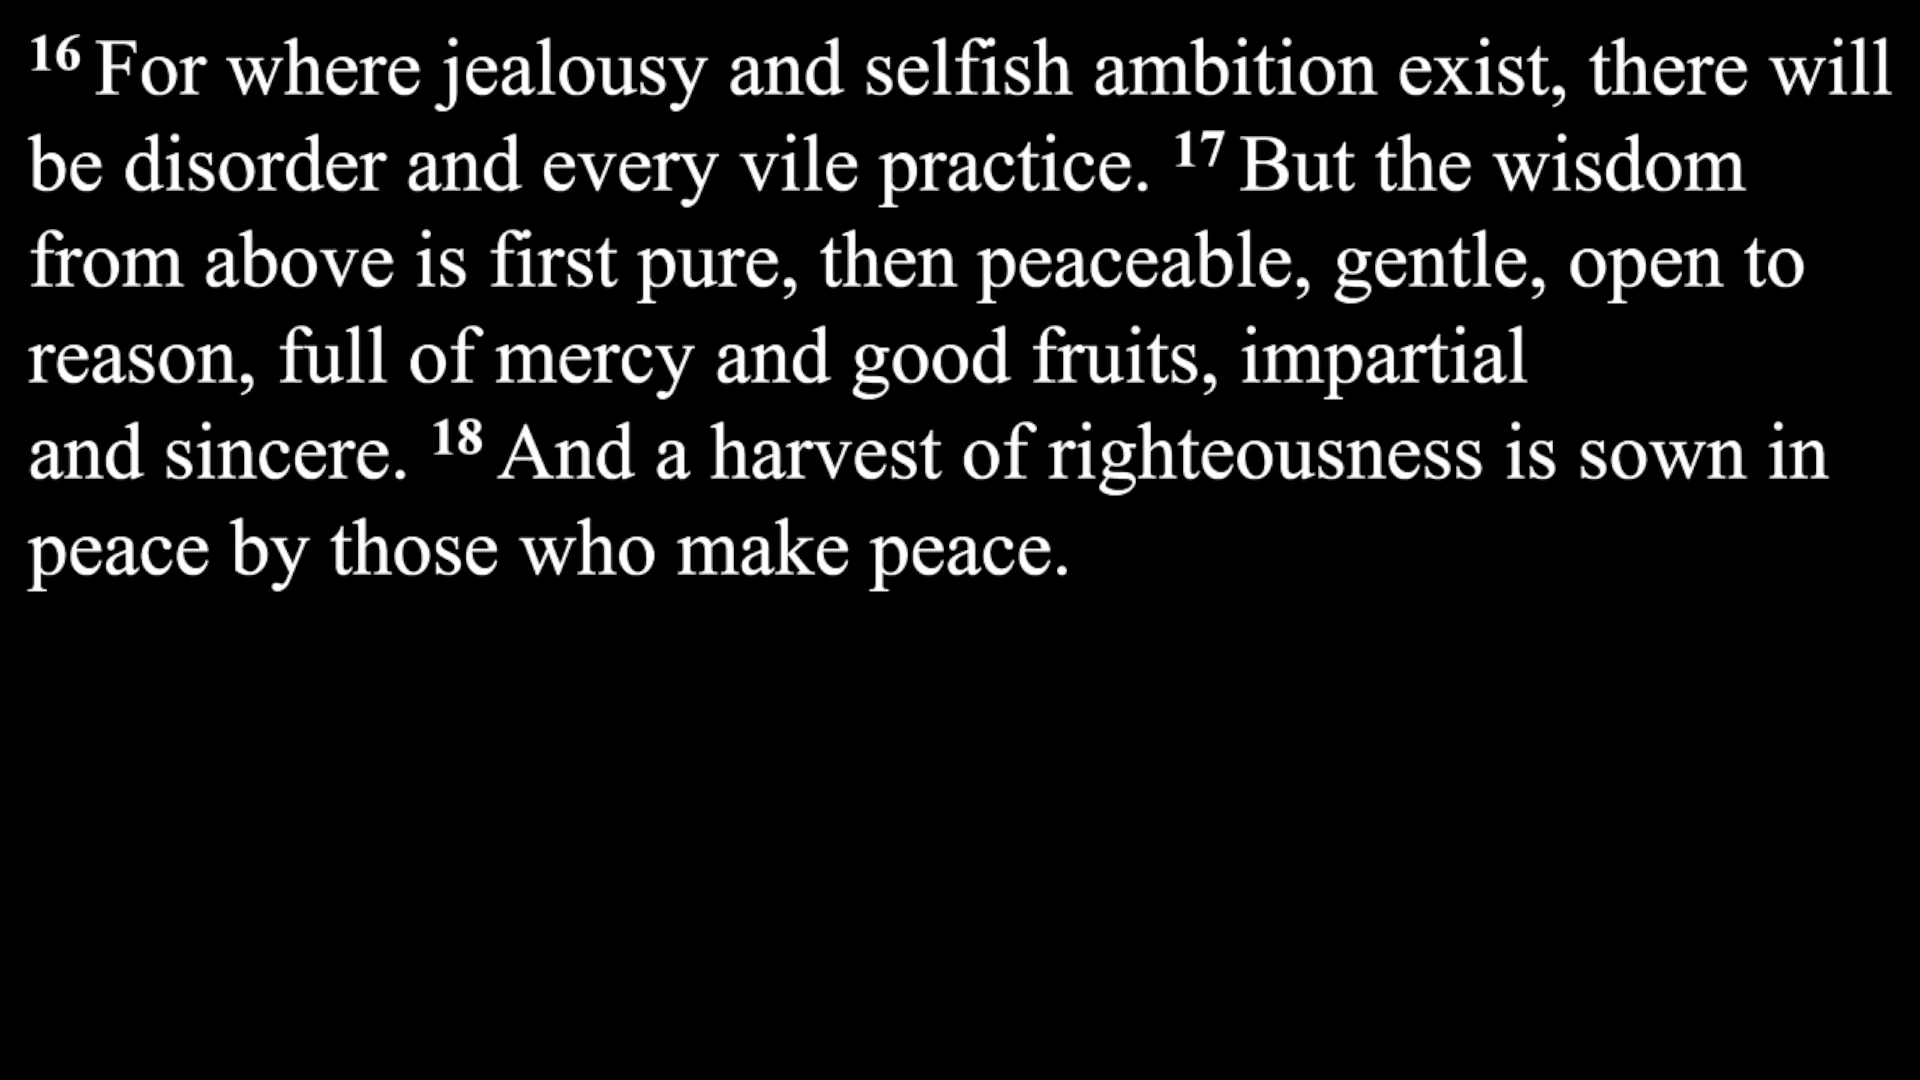 16 For where jealousy and selfish ambition exist, there will
be disorder and every vile practice. 17 But the wisdom
from above is first pure, then peaceable, gentle, open to
reason, full of mercy and good fruits, impartial
and sincere. 18 And a harvest of righteousness is sown in
peace by those who make peace.